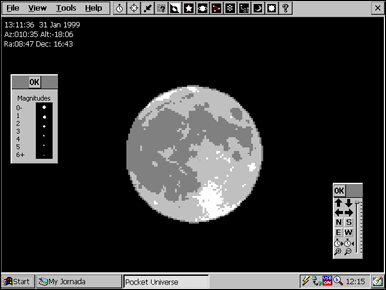 File View Tools Help ?
13:11:36 31 Jan 1999
Az:010:35 Alt:-18:06
Ra:08:47 Dec: 16:43
OK
Magnitudes
0-
1
2
3
4
5
6+
OK
N S
E W
Start My Jornada Pocket Universe 12:15